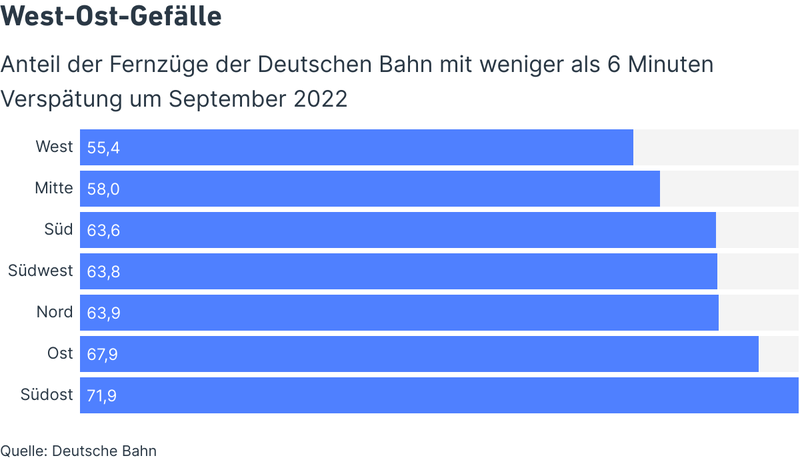 West-Ost-Gefälle
Anteil der Fernzüge der Deutschen Bahn mit weniger als 6 Minuten
Verspätung um September 2022
West 55,4
Mitte 58,0
Süd 63,6
Südwest 63,8
Nord 63,9
Ost 67,9
Südost 71,9
Quelle: Deutsche Bahn